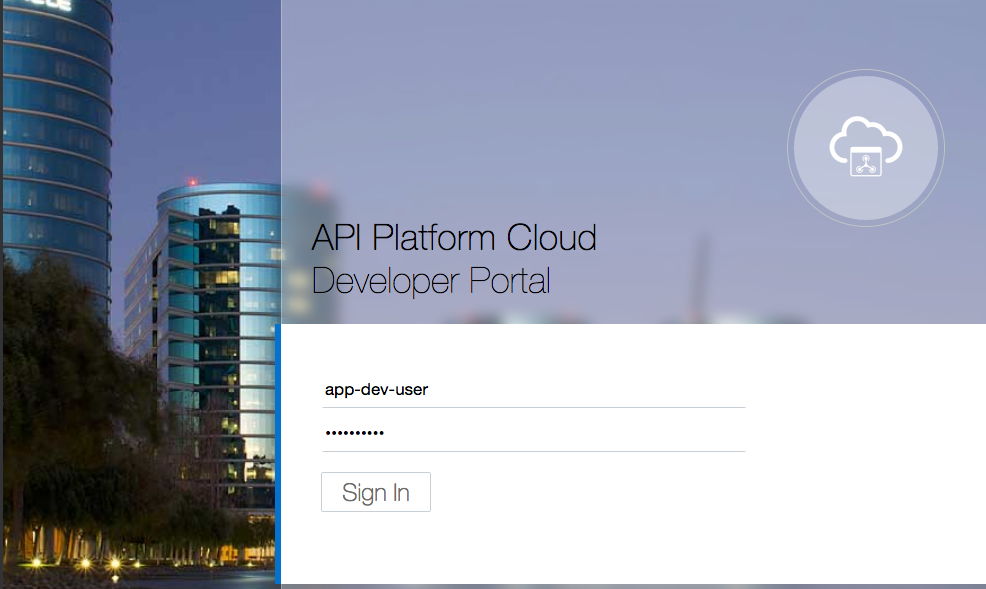 API Platform Cloud
Developer Portal
app-dev-user
••••••••••
Sign In